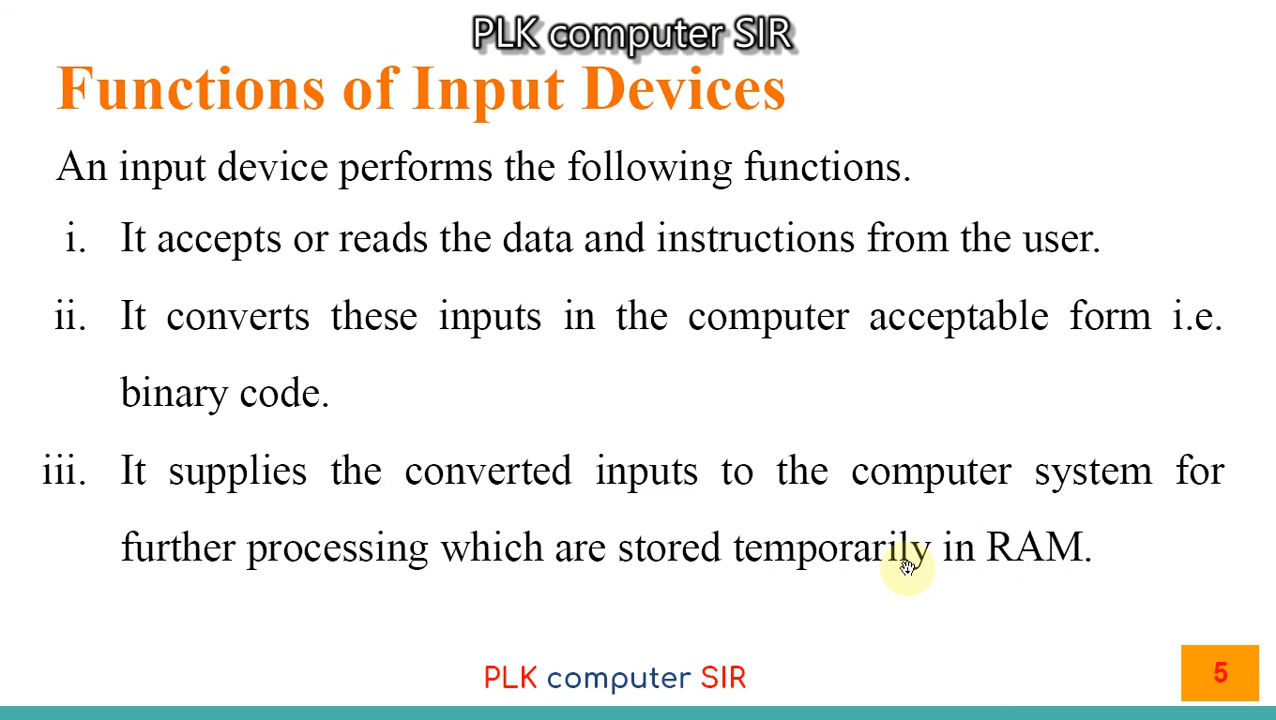 PLK computer SIR
Functions of Input Devices
An input device performs the following functions.
i. It accepts or reads the data and instructions from the user.
ii. It converts these inputs in the computer acceptable form i.e.
binary code.
iii. It supplies the converted inputs to the computer system for
further processing which are stored temporarily in RAM.
PLK computer SIR
5